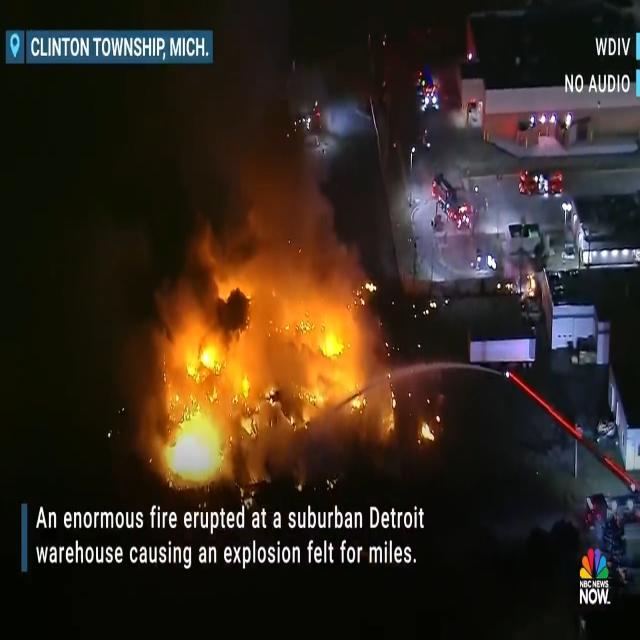 CLINTON TOWNSHIP, MICH.
WDIV
NO AUDIO
An enormous fire erupted at a suburban Detroit
warehouse causing an explosion felt for miles.
NBC NEWS
NOW.